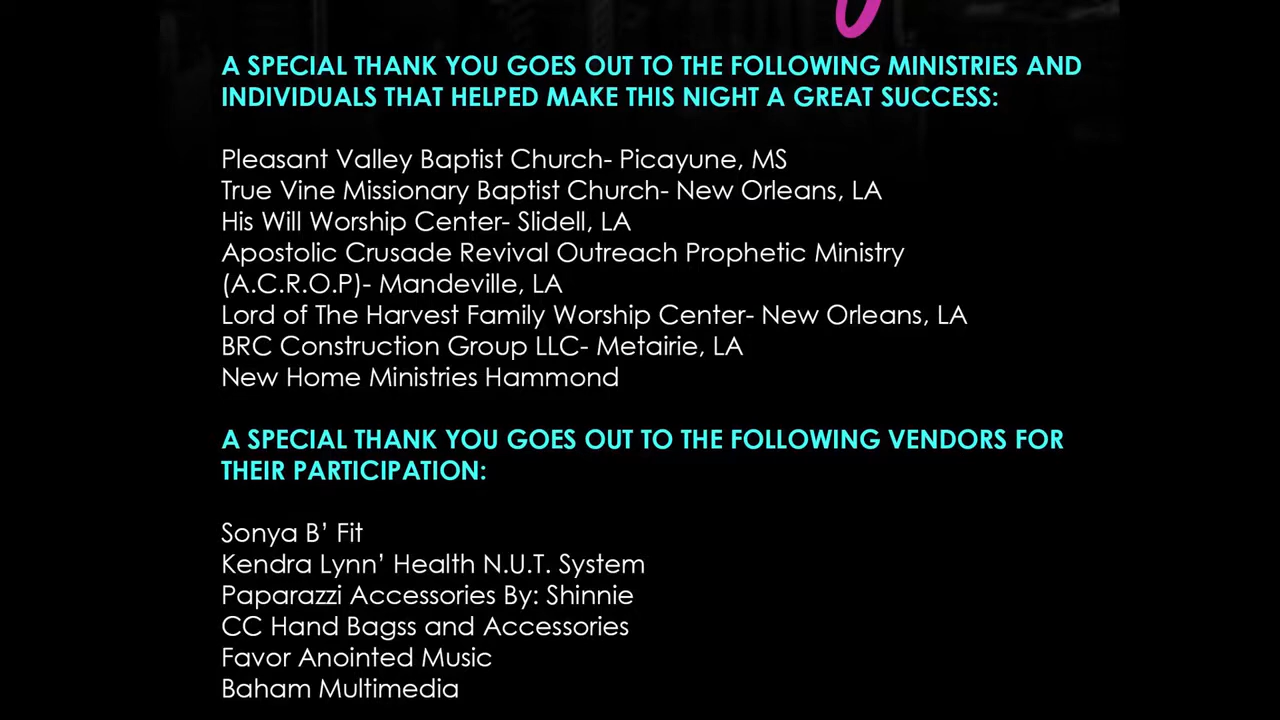 A SPECIAL THANK YOU GOES OUT TO THE FOLLOWING MINISTRIES AND
INDIVIDUALS THAT HELPED MAKE THIS NIGHT A GREAT SUCCESS:
Pleasant Valley Baptist Church- Picayune, MS
True Vine Missionary Baptist Church- New Orleans, LA
His Will Worship Center- Slidell, LA
Apostolic Crusade Revival Outreach Prophetic Ministry
(A.C.R.O.P)- Mandeville, LA
Lord of The Harvest Family Worship Center- New Orleans, LA
BRC Construction Group LLC- Metairie, LA
New Home Ministries Hammond
A SPECIAL THANK YOU GOES OUT TO THE FOLLOWING VENDORS FOR
THEIR PARTICIPATION:
Sonya B’ Fit
Kendra Lynn’ Health N.U.T. System
Paparazzi Accessories By: Shinnie
CC Hand Bagss and Accessories
Favor Anointed Music
Baham Multimedia